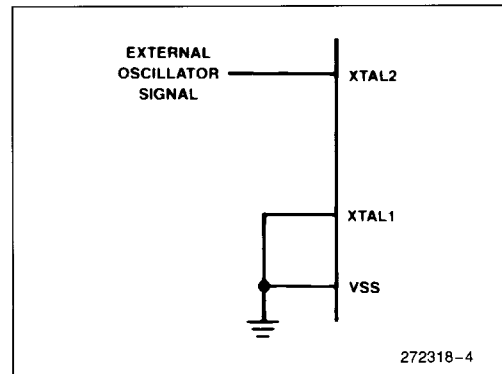 EXTERNAL
OSCILLATOR
SIGNAL
XTAL2
XTAL1
VSS
272318-4